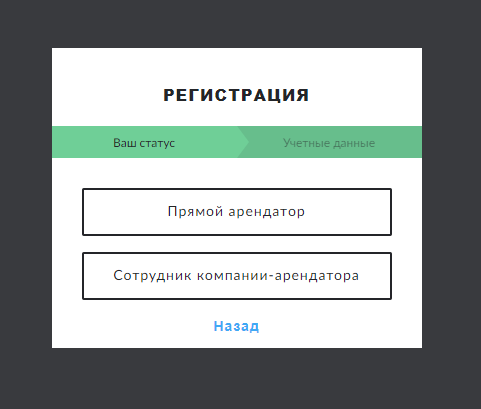 РЕГИСТРАЦИЯ
Ваш статус
Учетные данные
Прямой арендатор
Сотрудник компании-арендатора
Назад